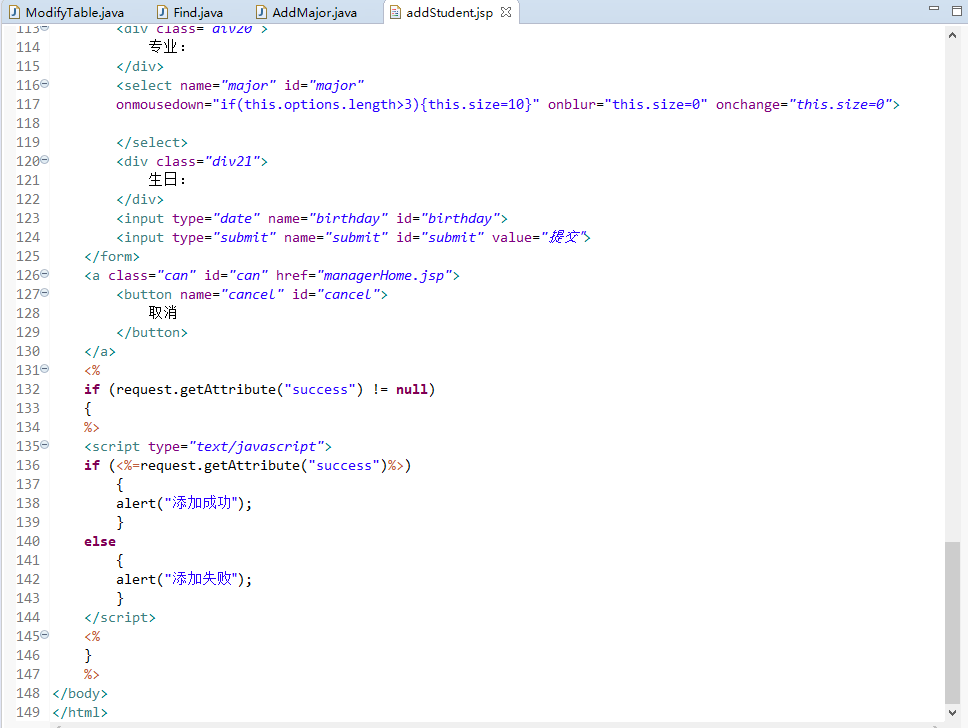 ModifyTable.java Find.java AddMajor.java addStudent.jsp
113 <div class="div20">
114 专业：
115 </div>
116 <select name="major" id="major"
117 onmousedown="if(this.options.length>3){this.size=10}" onblur="this.size=0" onchange="this.size=0">
118
119 </select>
120 <div class="div21">
121 生日：
122 </div>
123 <input type="date" name="birthday" id="birthday">
124 <input type="submit" name="submit" id="submit" value="提交">
125 </form>
126 <a class="can" id="can" href="managerHome.jsp">
127 <button name="cancel" id="cancel">
128 取消
129 </button>
130 </a>
131 <%
132 if (request.getAttribute("success") != null)
133 {
134 %>
135 <script type="text/javascript">
136 if (<%=request.getAttribute("success")%>)
137 {
138 alert("添加成功");
139 }
140 else
141 {
142 alert("添加失败");
143 }
144 </script>
145 <%
146 }
147 %>
148 </body>
149 </html>